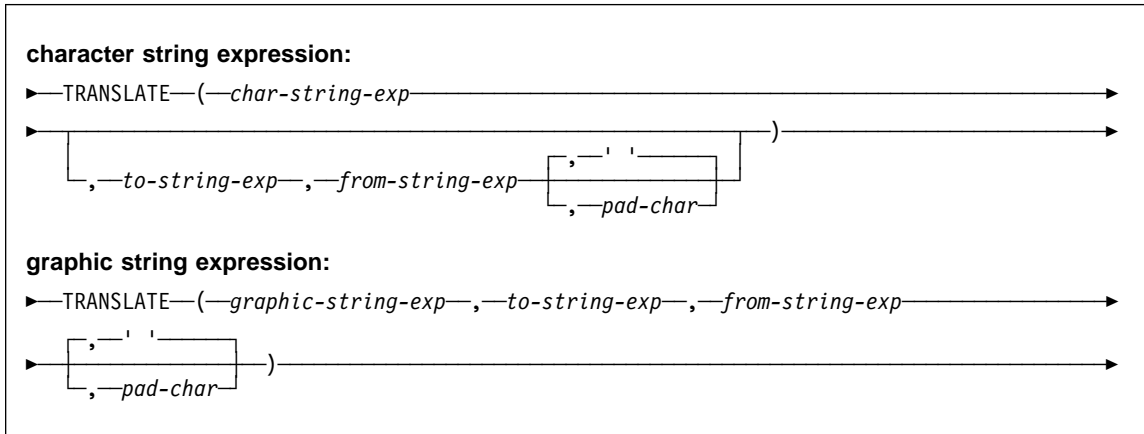 character string expression:
TRANSLATE ( char-string-exp
)
, ' '
, to-string-exp , from-string-exp
, pad-char
graphic string expression:
TRANSLATE ( graphic-string-exp , to-string-exp , from-string-exp
, ' '
)
, pad-char